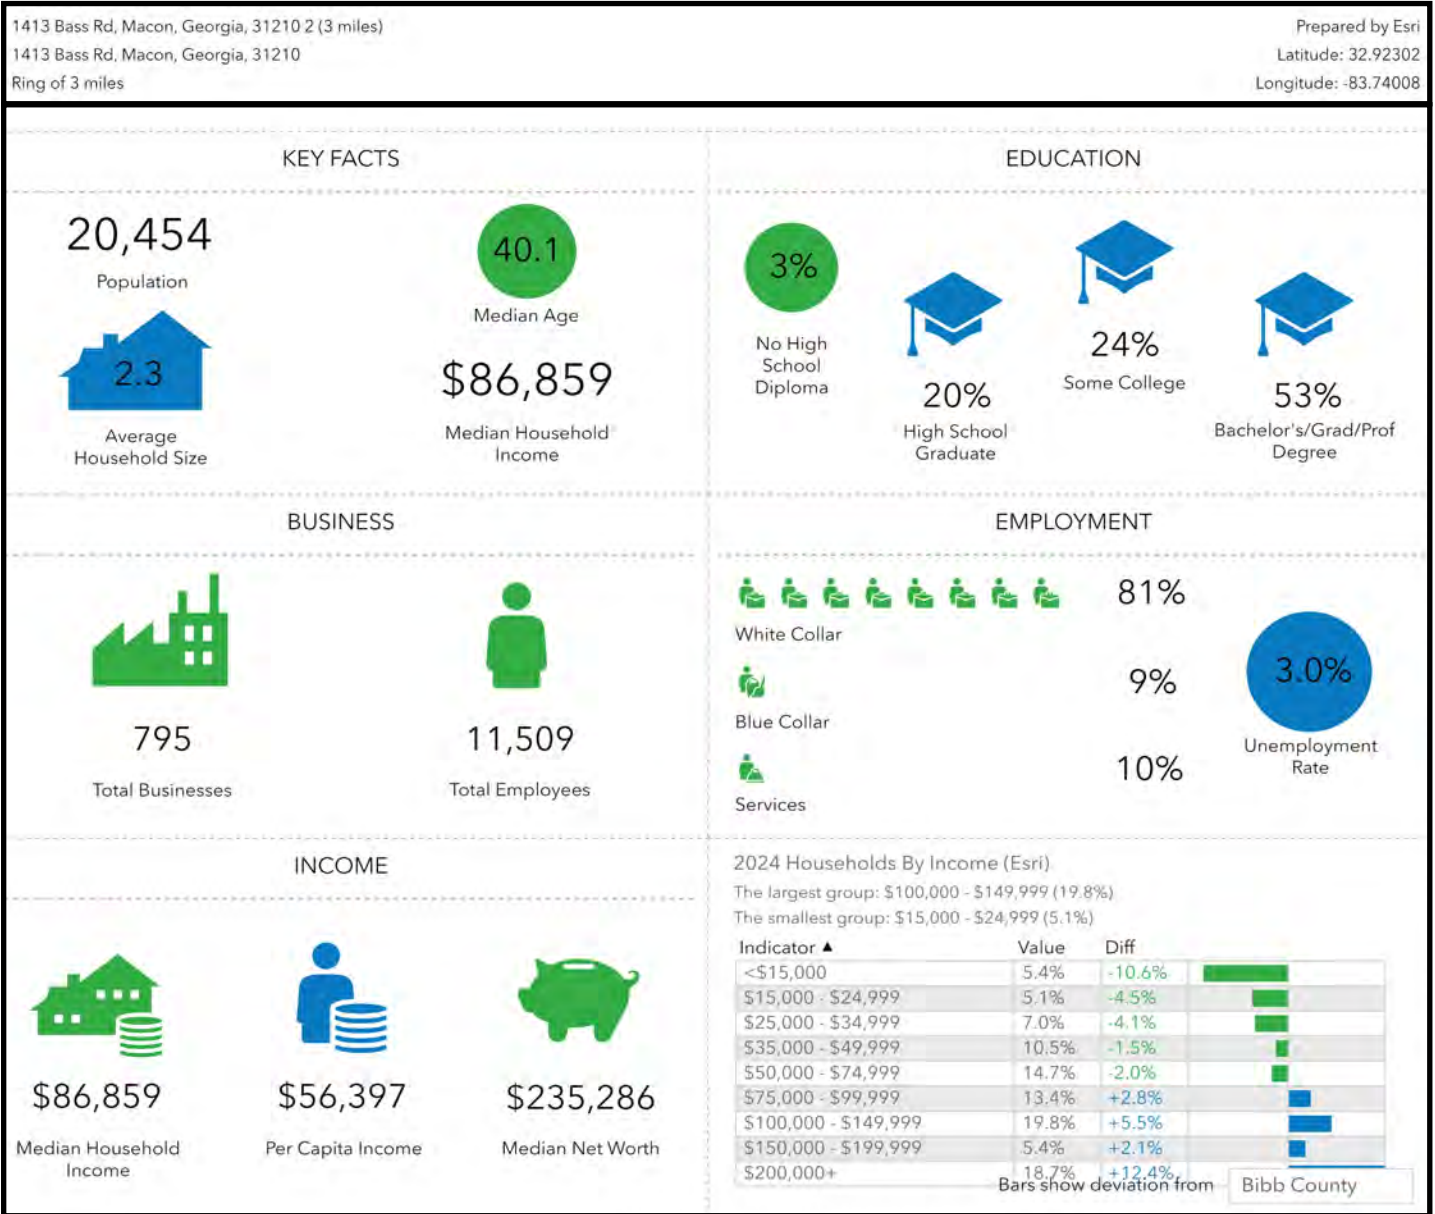 1413 Bass Rd, Macon, Georgia, 31210 2 (3 miles)
Prepared by Esri
1413 Bass Rd, Macon, Georgia, 31210
Latitude: 32.92302
Ring of 3 miles
Longitude: -83.74008
KEY FACTS
20,454
Population
40.1
Median Age
2.3
Average
Household Size
$86,859
Median Household
Income
EDUCATION
3%
No High
School
Diploma
20%
High School
Graduate
24%
Some College
53%
Bachelor's/Grad/Prof
Degree
BUSINESS
795
Total Businesses
11,509
Total Employees
EMPLOYMENT
81%
White Collar
9%
Blue Collar
10%
Services
3.0%
Unemployment
Rate
INCOME
$86,859
Median Household
Income
$56,397
Per Capita Income
$235,286
Median Net Worth
2024 Households By Income (Esri)
The largest group: $100,000 - $149,999 (19.8%)
The smallest group: $15,000 - $24,999 (5.1%)
Indicator ▲ Value Diff
<$15,000 5.4% -10.6%
$15,000 - $24,999 5.1% -4.5%
$25,000 - $34,999 7.0% -4.1%
$35,000 - $49,999 10.5% -1.5%
$50,000 - $74,999 14.7% -2.0%
$75,000 - $99,999 13.4% +2.8%
$100,000 - $149,999 19.8% +5.5%
$150,000 - $199,999 5.4% +2.1%
$200,000+ 18.7% +12.4%
Bars show deviation from Bibb County